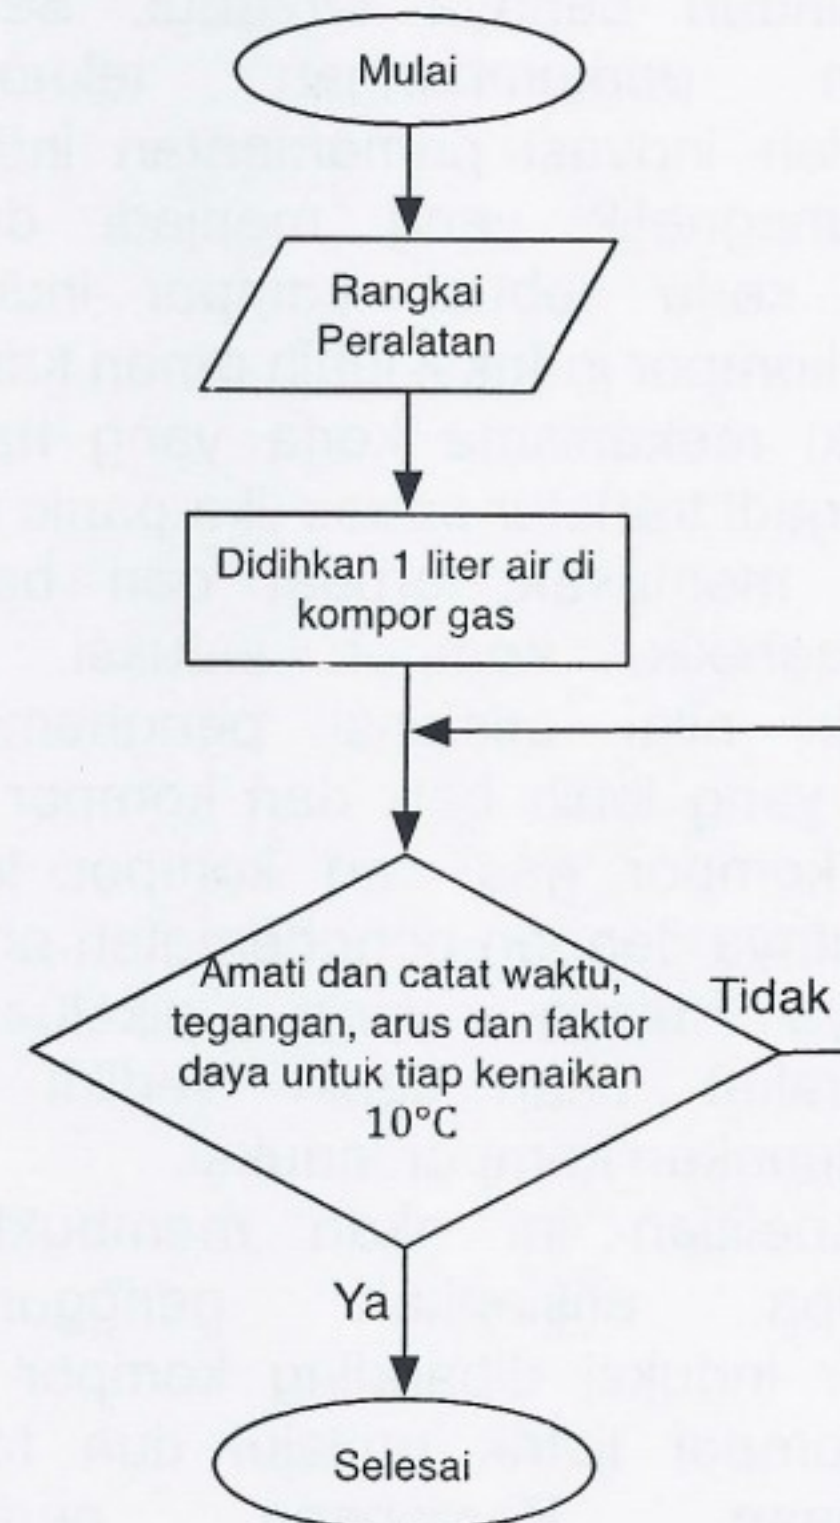 Mulai
Rangkai
Peralatan
Didihkan 1 liter air di
kompor gas
Amati dan catat waktu,
tegangan, arus dan faktor
daya untuk tiap kenaikan
10°C
Tidak
Ya
Selesai